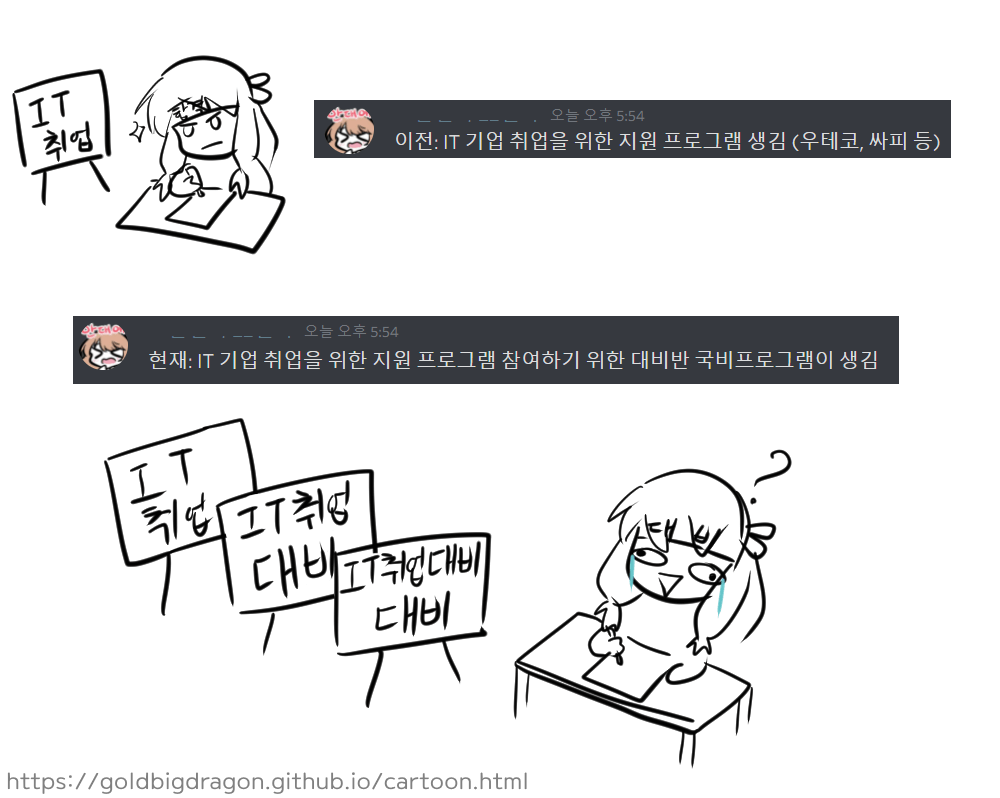 IT
취업
안돼애
오늘 오후 5:54
이전: IT 기업 취업을 위한 지원 프로그램 생김 (우테코, 싸피 등)
오늘 오후 5:54
현재: IT 기업 취업을 위한 지원 프로그램 참여하기 위한 대비반 국비프로그램이 생김
IT
취업
IT취업
대비
IT취업대비
대비
?
대비
https://goldbigdragon.github.io/cartoon.html